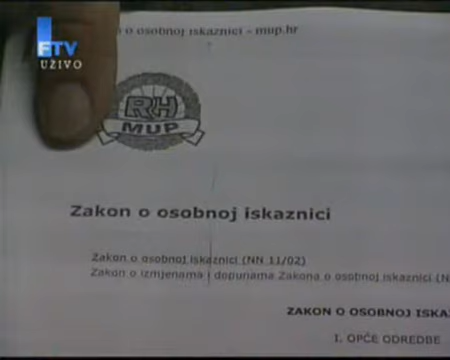 FTV
UŽIVO
o osobnoj iskaznici - mup.hr
RH
MUP
Zakon o osobnoj iskaznici
Zakon o osobnoj iskaznici (NN 11/02)
Zakon o izmjenama i dopunama Zakona o osobnoj iskaznici (N
ZAKON O OSOBNOJ ISKA
I. OPĆE ODREDBE